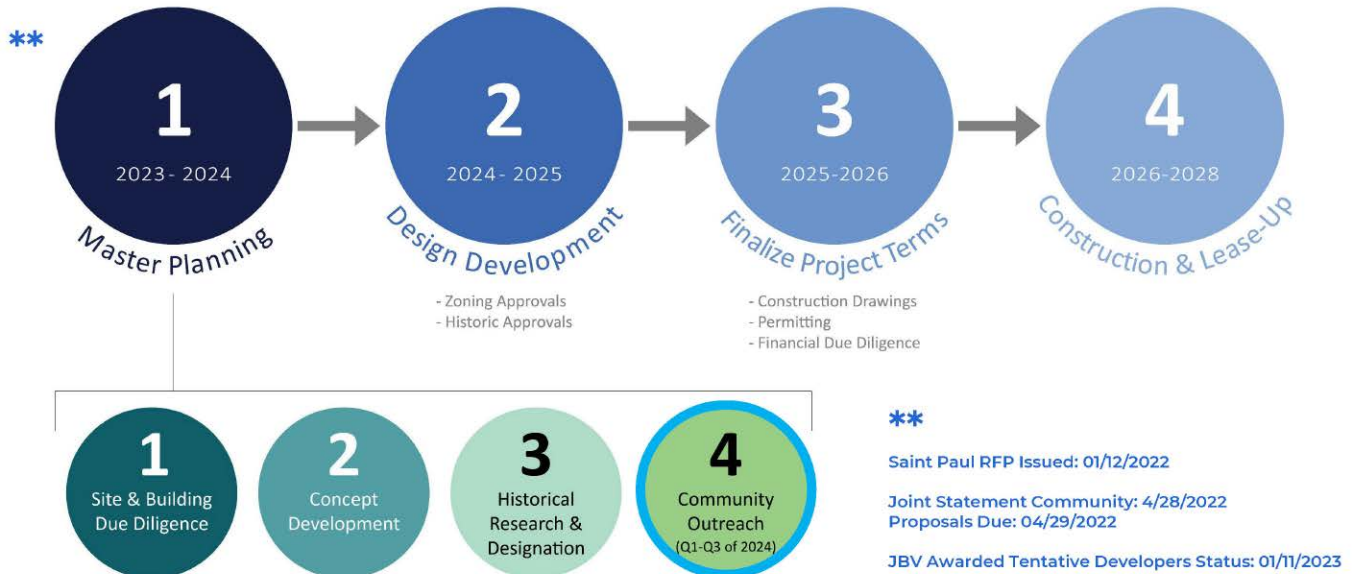 **
1
2023- 2024
Master Planning
2
2024- 2025
Design Development
- Zoning Approvals
- Historic Approvals
3
2025-2026
Finalize Project Terms
- Construction Drawings
- Permitting
- Financial Due Diligence
4
2026-2028
Construction & Lease-Up
1
Site & Building
Due Diligence
2
Concept
Development
3
Historical
Research &
Designation
4
Community
Outreach
(Q1-Q3 of 2024)
**
Saint Paul RFP Issued: 01/12/2022
Joint Statement Community: 4/28/2022
Proposals Due: 04/29/2022
JBV Awarded Tentative Developers Status: 01/11/2023